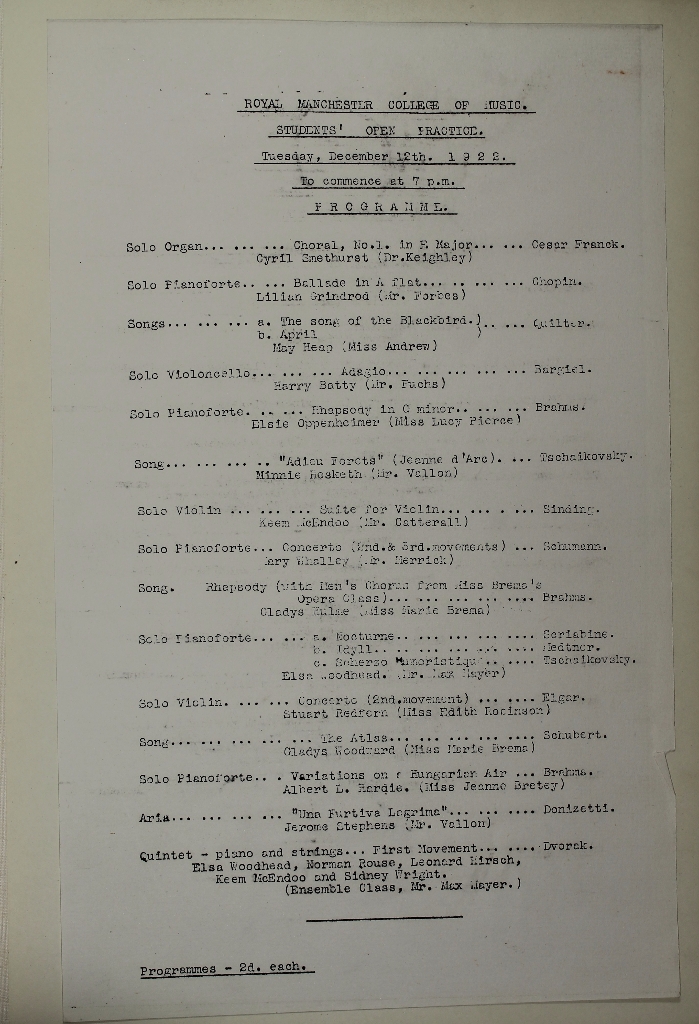 ROYAL MANCHESTER COLLEGE OF MUSIC.
STUDENTS' OPEN PRACTICE.
Tuesday, December 12th. 1 9 2 2.
To commence at 7 p.m.
P R O G R A M M E.
Solo Organ... ... ... ... Choral, No.1. in E Major... ... Cesar Franck.
Cyril Smethurst (Dr.Keighley)
Solo Pianoforte.. ... Ballade in A flat... .. ... ... Chopin.
Lilian Grindrod (Mr. Forbes)
Songs... ... ... ... a. The song of the Blackbird.).. ... Quilter.
b. April )
May Heap (Miss Andrew)
Solo Violoncello... ... ... ... Adagio... ... ... ... ... Bargiel.
Harry Batty (Mr. Fuchs)
Solo Pianoforte. .. ... Rhapsody in G minor.. ... ... Brahms.
Elsie Oppenheimer (Miss Lucy Pierce)
Song... ... ... .. "Adieu Forets" (Jeanne d'Arc). ... Tschaikovsky.
Minnie Hesketh (Mr. Vallon)
Solo Violin ... ... ... ... Suite for Violin... ... . ... Sinding.
Keem McEndoo (Mr. Catterall)
Solo Pianoforte... Concerto (2nd.& 3rd.movements) ... Schumann.
Mary Whalley (Mr. Merrick)
Song. Rhapsody (with Men's Chorus from Miss Brema's
Opera Class)... ... ... ... .... Brahms.
Gladys Hulme (Miss Marie Brema)
Solo Pianoforte... ... a. Nocturne.. ... ... ... .... Scriabine.
b. Idyll.. .. ... ... ... .... Medtner.
c. Scherzo Humoristique.. .. .... Tschaikovsky.
Elsa Woodhead. (Mr. Max Mayer)
Solo Violin. ... ... Concerto (2nd.movement) ... .... Elgar.
Stuart Redfern (Miss Edith Robinson)
Song... ... ... ... ... The Atlas... ... ... ... .... Schubert.
Gladys Woodward (Miss Marie Brema)
Solo Pianoforte.. . Variations on a Hungarian Air ... Brahms.
Albert L. Hardie. (Miss Jeanne Bretey)
Aria... ... ... ... "Una Furtiva Lagrima"... ... .... Donizetti.
Jerome Stephens (Mr. Vallon)
Quintet - piano and strings... First Movement... .... Dvorak.
Elsa Woodhead, Norman Rouse, Leonard Hirsch,
Keem McEndoo and Sidney Wright.
(Ensemble Class, Mr. Max Mayer.)
Programmes - 2d. each.